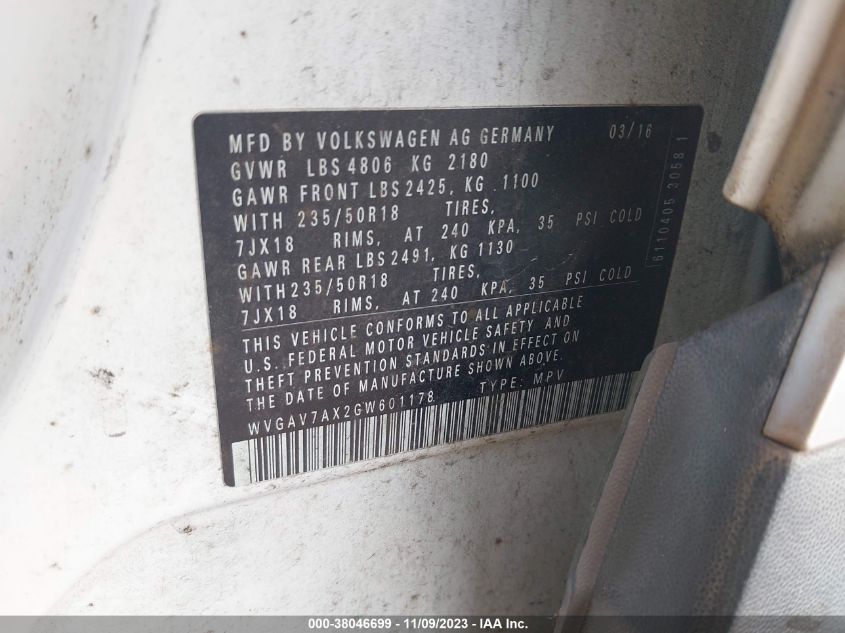 MFD BY VOLKSWAGEN AG GERMANY 03/16
GVWR LBS 4806 KG 2180
GAWR FRONT LBS 2425, KG 1100
WITH 235/50R18 TIRES,
7JX18 RIMS, AT 240 KPA, 35 PSI COLD
GAWR REAR LBS 2491, KG 1130
WITH 235/50R18 TIRES,
7JX18 RIMS, AT 240 KPA, 35 PSI COLD
THIS VEHICLE CONFORMS TO ALL APPLICABLE
U.S. FEDERAL MOTOR VEHICLE SAFETY AND
THEFT PREVENTION STANDARDS IN EFFECT ON
THE DATE OF MANUFACTURE SHOWN ABOVE.
WVGAV7AX2GW601178 TYPE: MPV
6110405 3058 1
000-38046699 - 11/09/2023 - IAA Inc.